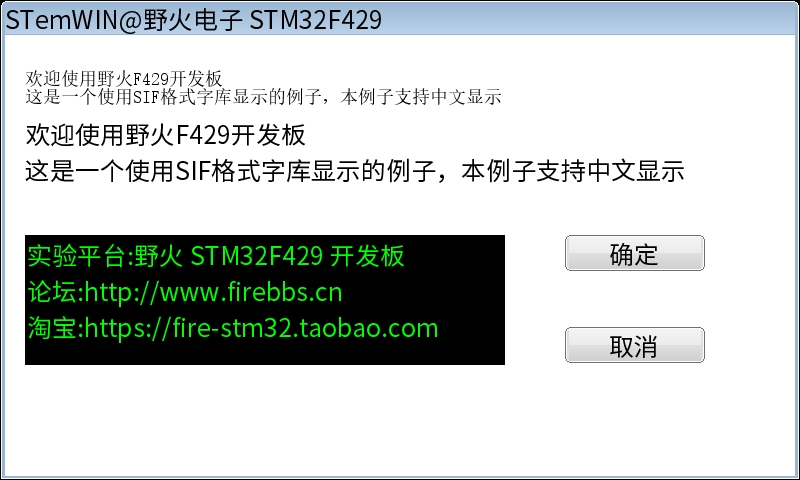 STemWIN@野火电子 STM32F429
欢迎使用野火F429开发板
这是一个使用SIF格式字库显示的例子，本例子支持中文显示
欢迎使用野火F429开发板
这是一个使用SIF格式字库显示的例子，本例子支持中文显示
实验平台:野火 STM32F429 开发板
论坛:http://www.firebbs.cn
淘宝:https://fire-stm32.taobao.com
确定
取消